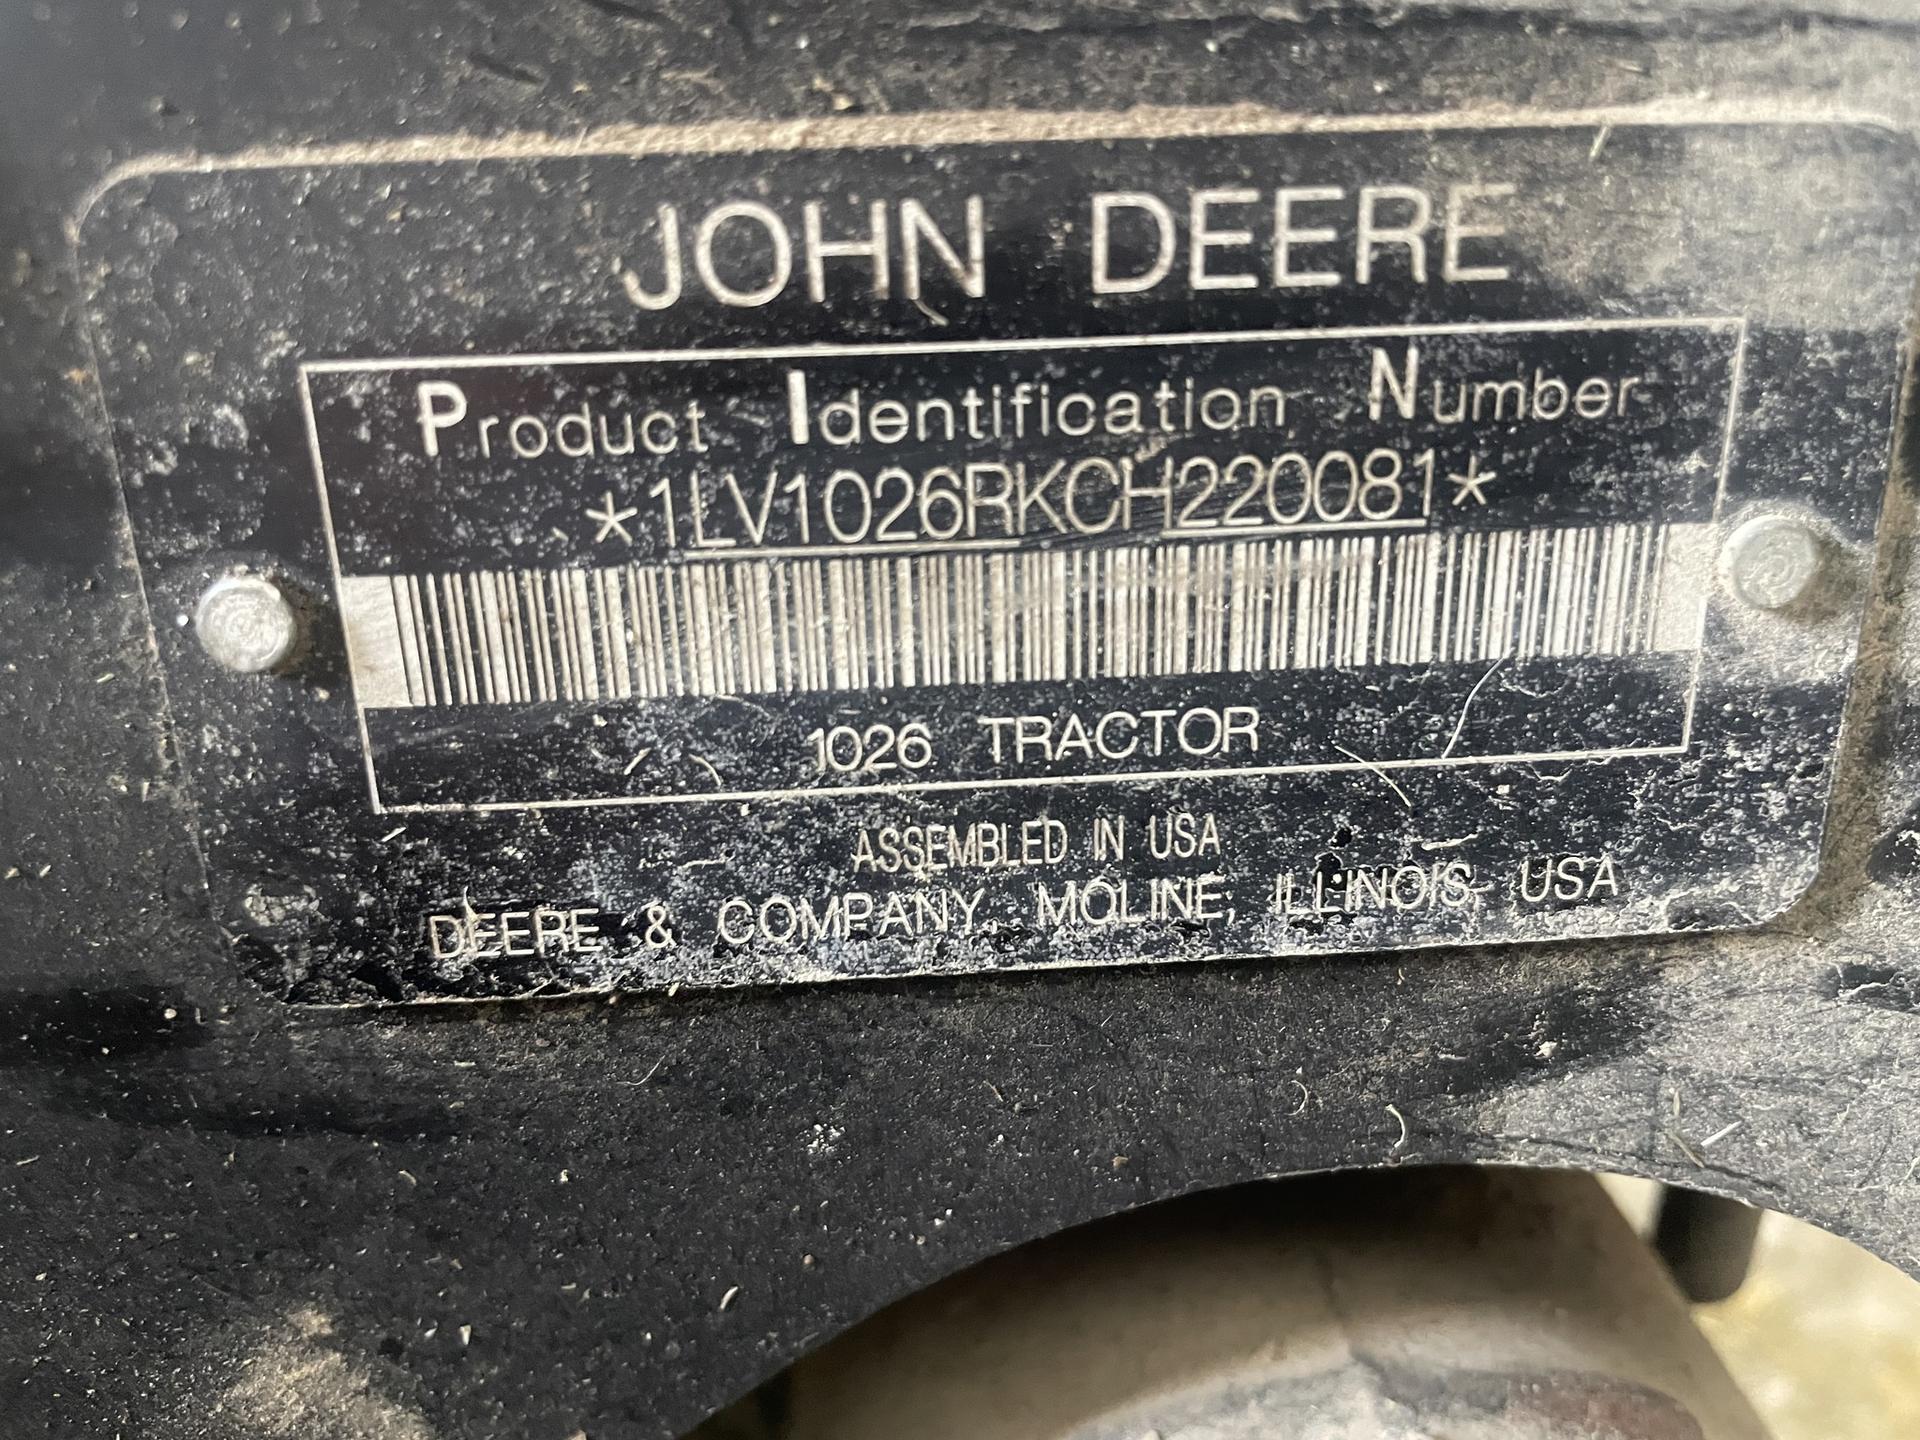 JOHN DEERE
Product Identification Number
*1LV1026RKCH220081*
1026 TRACTOR
ASSEMBLED IN USA
DEERE & COMPANY, MOLINE, ILLINOIS USA